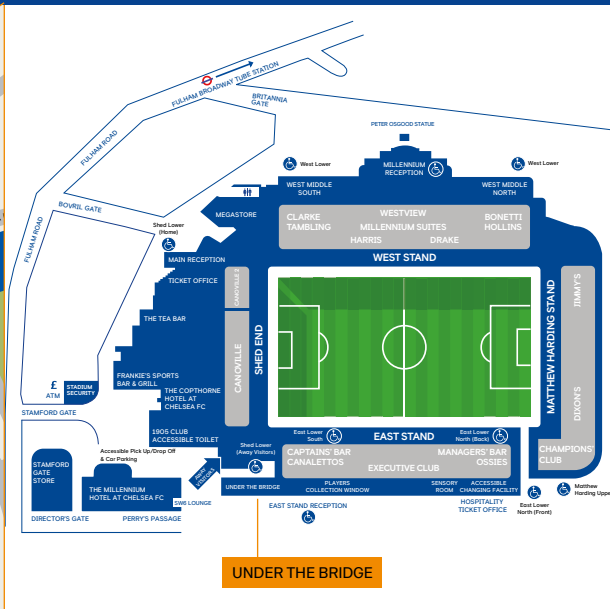 FULHAM BROADWAY TUBE STATION
BRITANNIA
GATE
FULHAM ROAD
PETER OSGOOD STATUE
West Lower
MILLENNIUM
RECEPTION
West Lower
WEST MIDDLE
SOUTH
WEST MIDDLE
NORTH
BOVRIL GATE
FULHAM ROAD
MEGASTORE
CLARKE
TAMBLING
WESTVIEW
MILLENNIUM SUITES
HARRIS
DRAKE
BONETTI
HOLLINS
Shed Lower
(Home)
WEST STAND
MAIN RECEPTION
TICKET OFFICE
CANOVILLE 2
JIMMY'S
THE TEA BAR
SHED END
MATTHEW HARDING STAND
CANOVILLE
DIXON'S
FRANKIE'S SPORTS
BAR & GRILL
£
ATM
STADIUM
SECURITY
THE COPTHORNE
HOTEL AT
CHELSEA FC
STAMFORD GATE
1905 CLUB
ACCESSIBLE TOILET
East Lower
South
EAST STAND
East Lower
North (Back)
Accessible Pick Up/Drop Off
& Car Parking
Shed Lower
(Away Visitors)
CAPTAINS' BAR
CANALETTOS
MANAGERS' BAR
OSSIES
EXECUTIVE CLUB
CHAMPIONS'
CLUB
STAMFORD
GATE
STORE
AWAY
VISITORS
THE MILLENNIUM
HOTEL AT CHELSEA FC
SW6 LOUNGE
UNDER THE BRIDGE
PLAYERS
COLLECTION WINDOW
SENSORY
ROOM
ACCESSIBLE
CHANGING FACILITY
Matthew
Harding Uppe
DIRECTOR'S GATE
PERRY'S PASSAGE
EAST STAND RECEPTION
HOSPITALITY
TICKET OFFICE
East Lower
North (Front)
UNDER THE BRIDGE